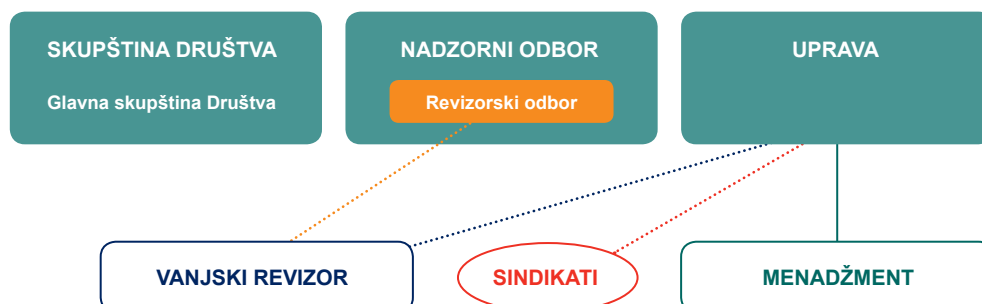 SKUPŠTINA DRUŠTVA
Glavna skupština Društva
NADZORNI ODBOR
Revizorski odbor
UPRAVA
VANJSKI REVIZOR
SINDIKATI
MENADŽMENT